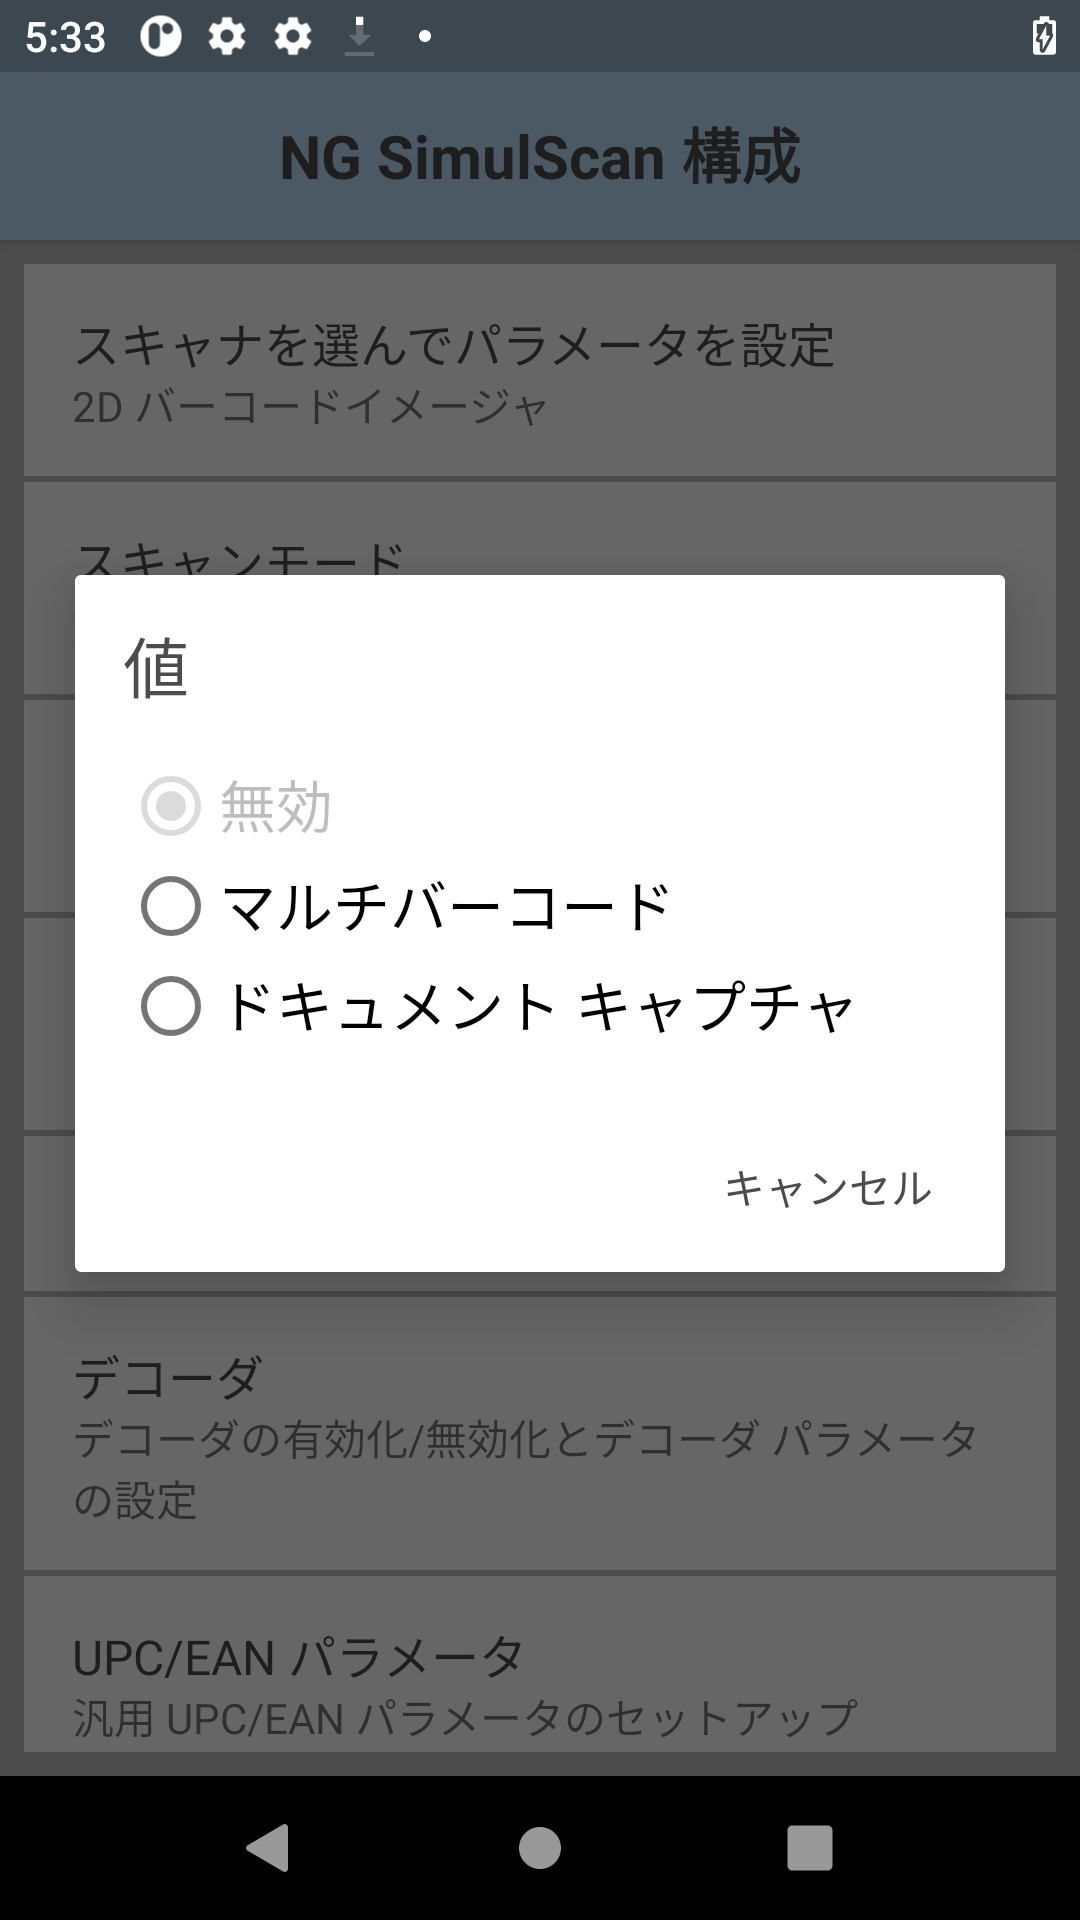 5:33
NG SimulScan 構成
スキャナを選んでパラメータを設定
2D バーコードイメージャ
スキャンモード
値
無効
マルチバーコード
ドキュメント キャプチャ
キャンセル
デコーダ
デコーダの有効化/無効化とデコーダ パラメータ
の設定
UPC/EAN パラメータ
汎用 UPC/EAN パラメータのセットアップ